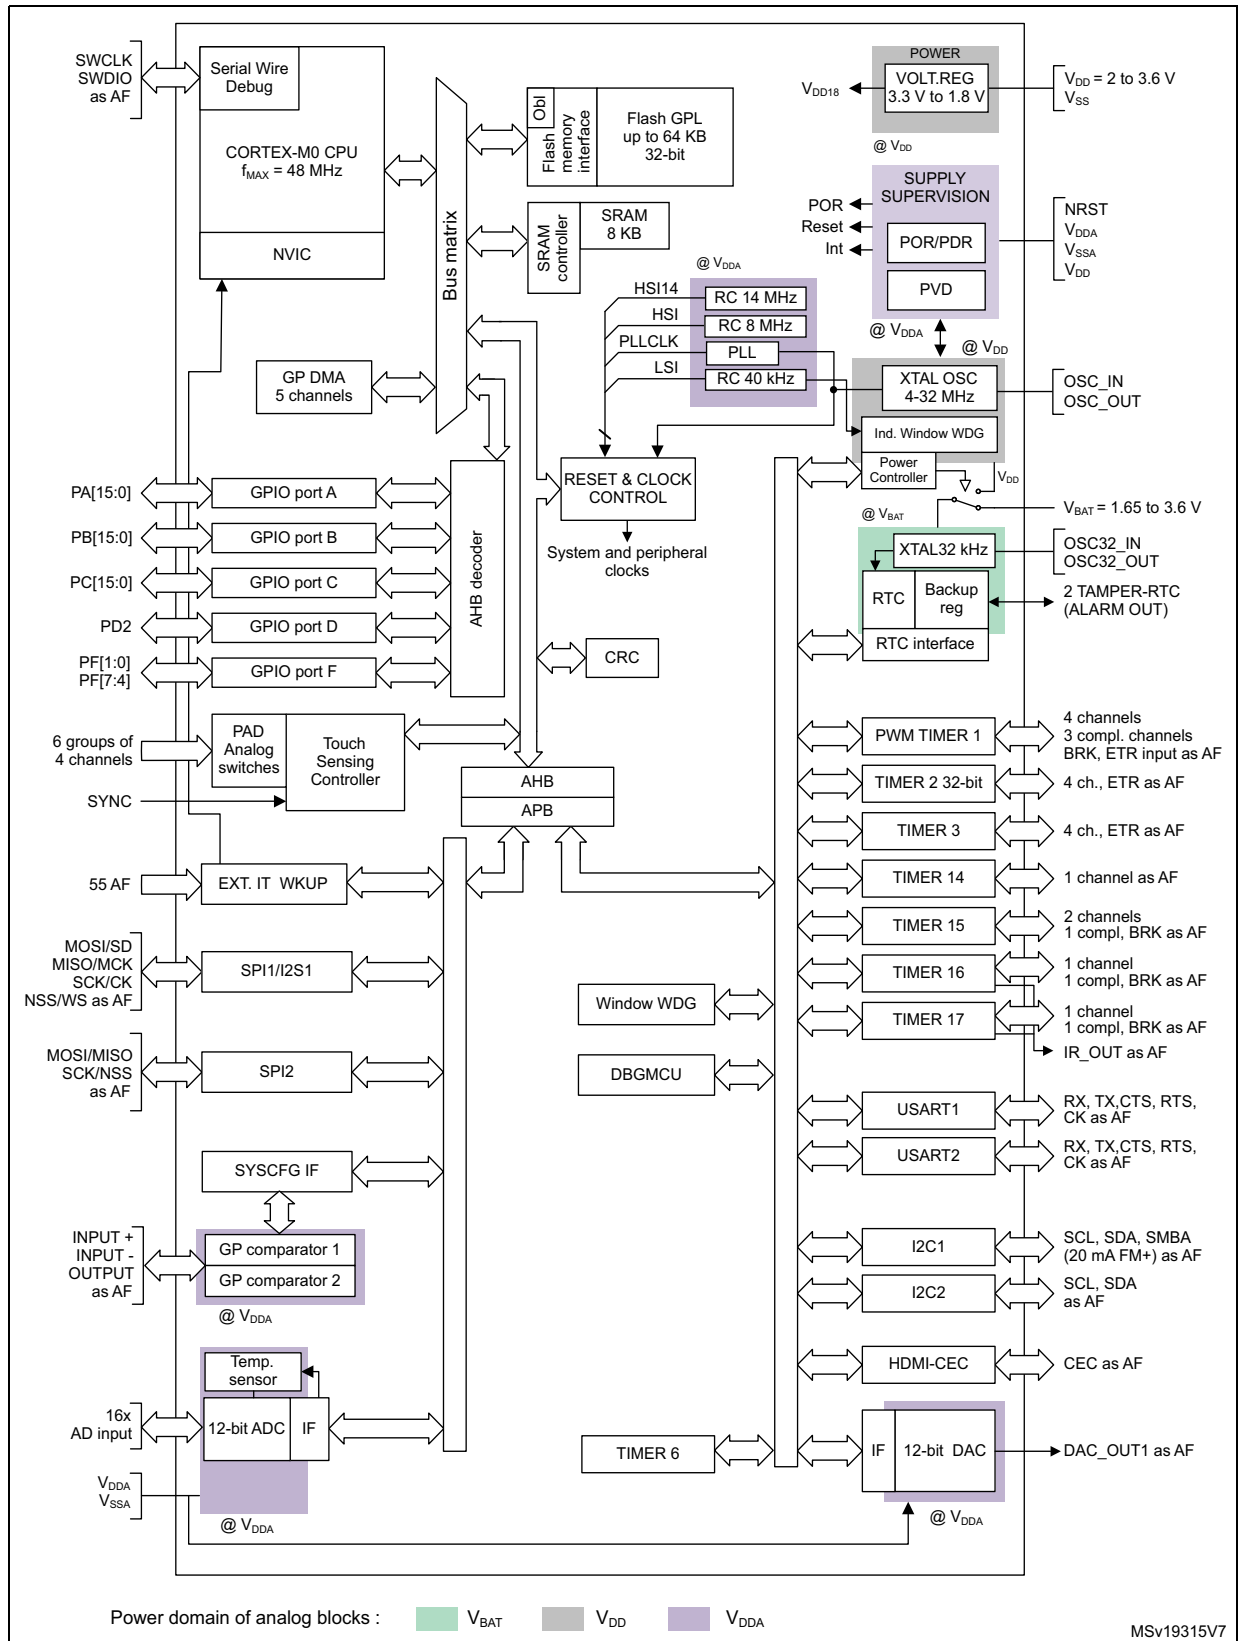 SWCLK
SWDIO
as AF
Serial Wire
Debug
CORTEX-M0 CPU
fMAX = 48 MHz
NVIC
Bus matrix
Obl
Flash
memory
interface
Flash GPL
up to 64 KB
32-bit
SRAM
controller
SRAM
8 KB
POWER
VOLT.REG
3.3 V to 1.8 V
VDD18
VDD = 2 to 3.6 V
VSS
@ VDD
SUPPLY
SUPERVISION
POR
Reset
Int
POR/PDR
PVD
NRST
VDDA
VSSA
VDD
@ VDDA
@ VDDA
HSI14
RC 14 MHz
HSI
RC 8 MHz
PLLCLK
PLL
LSI
RC 40 kHz
@ VDD
XTAL OSC
4-32 MHz
OSC_IN
OSC_OUT
Ind. Window WDG
Power
Controller
VDD
VBAT = 1.65 to 3.6 V
@ VBAT
XTAL32 kHz
OSC32_IN
OSC32_OUT
RTC
Backup
reg
2 TAMPER-RTC
(ALARM OUT)
RTC interface
GP DMA
5 channels
RESET & CLOCK
CONTROL
System and peripheral
clocks
PA[15:0]
GPIO port A
PB[15:0]
GPIO port B
PC[15:0]
GPIO port C
PD2
GPIO port D
PF[1:0]
PF[7:4]
GPIO port F
AHB decoder
CRC
6 groups of
4 channels
PAD
Analog
switches
Touch
Sensing
Controller
SYNC
AHB
APB
PWM TIMER 1
4 channels
3 compl. channels
BRK, ETR input as AF
TIMER 2 32-bit
4 ch., ETR as AF
TIMER 3
4 ch., ETR as AF
55 AF
EXT. IT WKUP
TIMER 14
1 channel as AF
TIMER 15
2 channels
1 compl, BRK as AF
MOSI/SD
MISO/MCK
SCK/CK
NSS/WS as AF
SPI1/I2S1
TIMER 16
1 channel
1 compl, BRK as AF
Window WDG
TIMER 17
1 channel
1 compl, BRK as AF
IR_OUT as AF
MOSI/MISO
SCK/NSS
as AF
SPI2
DBGMCU
USART1
RX, TX,CTS, RTS,
CK as AF
USART2
RX, TX,CTS, RTS,
CK as AF
SYSCFG IF
INPUT +
INPUT -
OUTPUT
as AF
GP comparator 1
GP comparator 2
@ VDDA
I2C1
SCL, SDA, SMBA
(20 mA FM+) as AF
I2C2
SCL, SDA
as AF
Temp.
sensor
HDMI-CEC
CEC as AF
16x
AD input
12-bit ADC
IF
TIMER 6
IF
12-bit DAC
DAC_OUT1 as AF
VDDA
VSSA
@ VDDA
@ VDDA
Power domain of analog blocks :
VBAT
VDD
VDDA
MSv19315V7